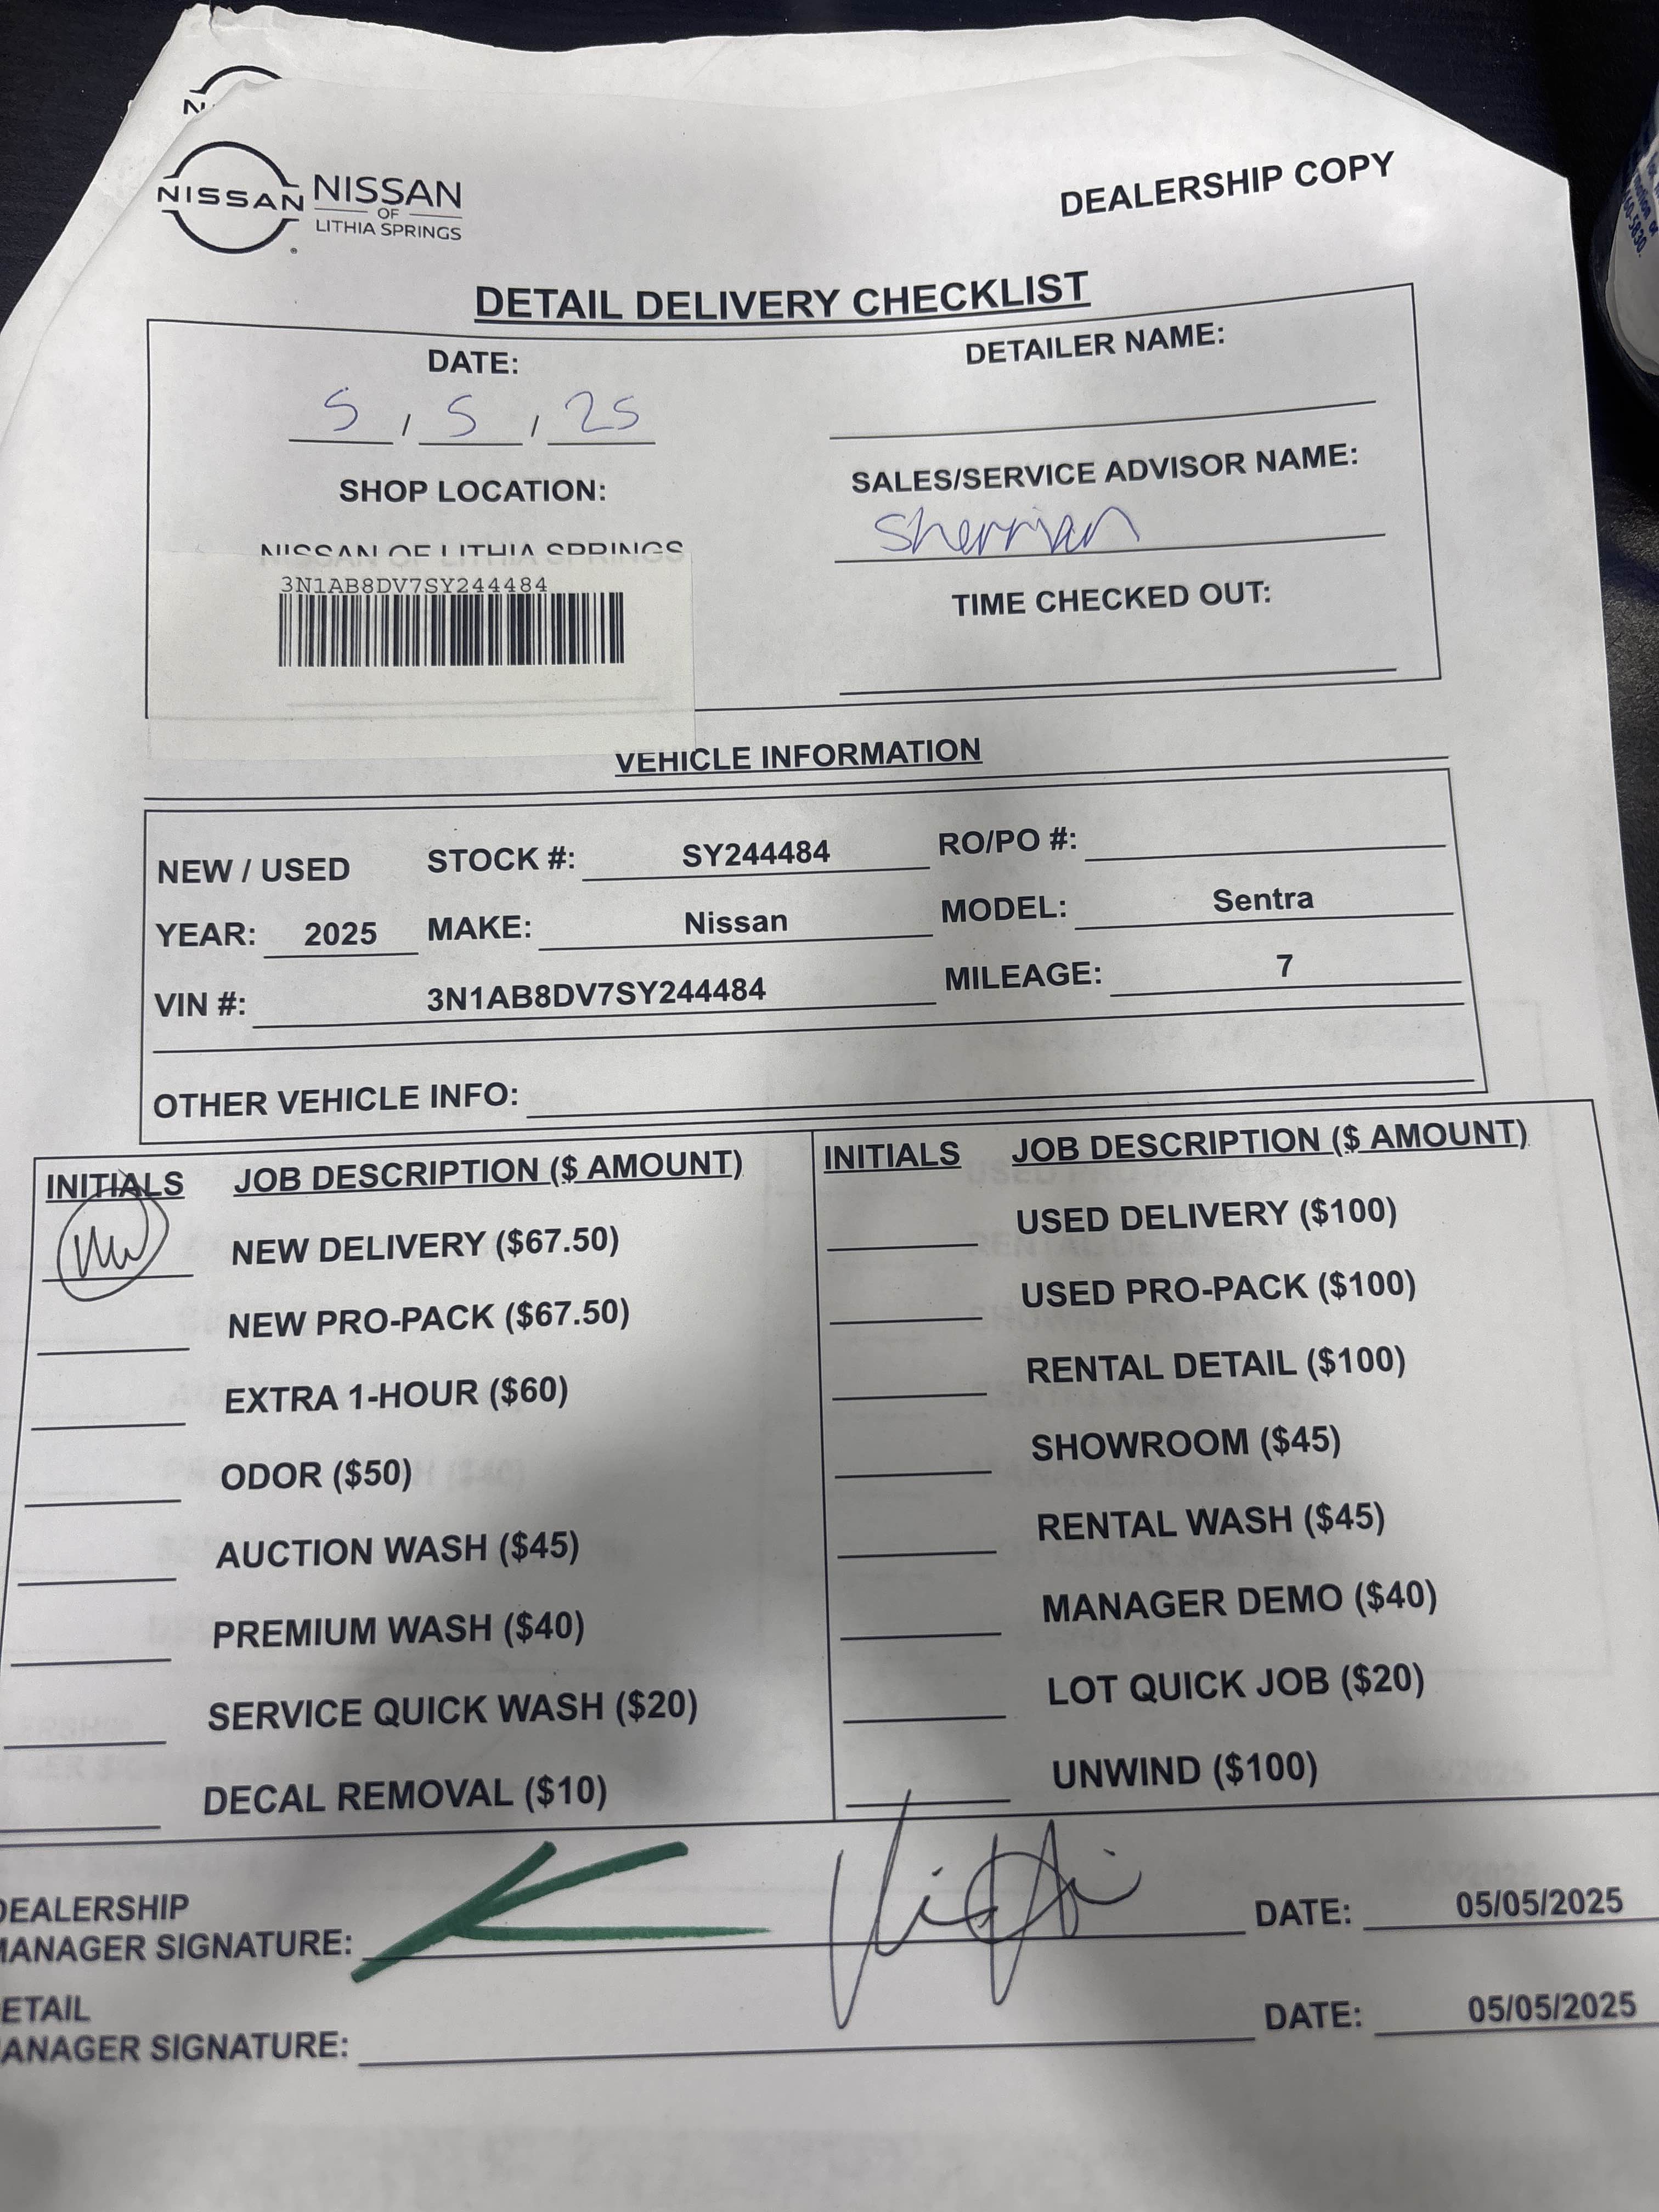 N
NISSAN
NISSAN
OF
LITHIA SPRINGS
DEALERSHIP COPY
DETAIL DELIVERY CHECKLIST
DATE:
5 / 5 / 25
DETAILER NAME:
SHOP LOCATION:
NISSAN OF LITHIA SPRINGS
SALES/SERVICE ADVISOR NAME:
Sherrian
3N1AB8DV7SY244484
TIME CHECKED OUT:
VEHICLE INFORMATION
NEW / USED STOCK #: SY244484 RO/PO #:
YEAR: 2025 MAKE: Nissan MODEL: Sentra
VIN #: 3N1AB8DV7SY244484 MILEAGE: 7
OTHER VEHICLE INFO:
INITIALS JOB DESCRIPTION ($ AMOUNT)
NEW DELIVERY ($67.50)
NEW PRO-PACK ($67.50)
EXTRA 1-HOUR ($60)
ODOR ($50)
AUCTION WASH ($45)
PREMIUM WASH ($40)
SERVICE QUICK WASH ($20)
DECAL REMOVAL ($10)
INITIALS JOB DESCRIPTION ($ AMOUNT)
USED DELIVERY ($100)
USED PRO-PACK ($100)
RENTAL DETAIL ($100)
SHOWROOM ($45)
RENTAL WASH ($45)
MANAGER DEMO ($40)
LOT QUICK JOB ($20)
UNWIND ($100)
DEALERSHIP
MANAGER SIGNATURE: DATE: 05/05/2025
ETAIL
ANAGER SIGNATURE: DATE: 05/05/2025